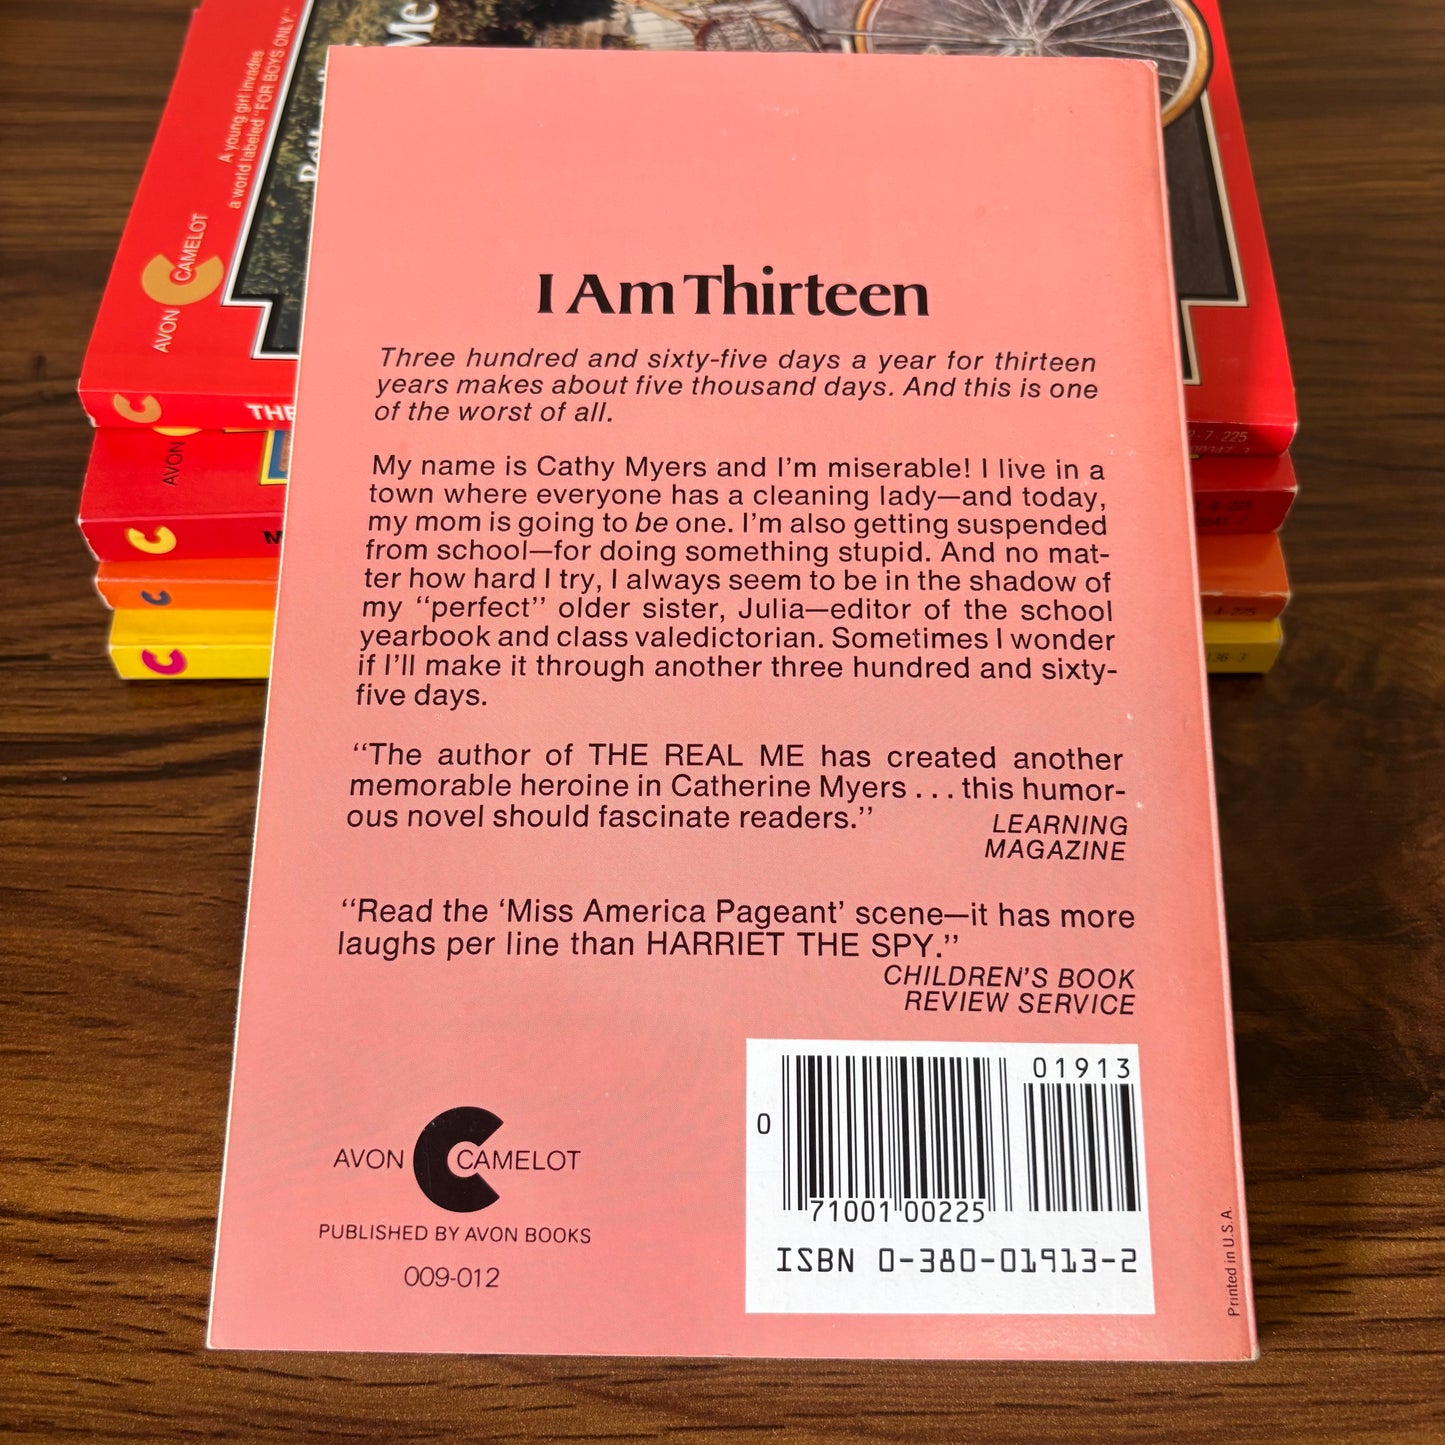 Me
A young girl invades
a world labeled "FOR BOYS ONLY."
AVON CAMELOT
THE
AVON
I Am Thirteen
Three hundred and sixty-five days a year for thirteen
years makes about five thousand days. And this is one
of the worst of all.
My name is Cathy Myers and I'm miserable! I live in a
town where everyone has a cleaning lady—and today,
my mom is going to be one. I'm also getting suspended
from school—for doing something stupid. And no mat-
ter how hard I try, I always seem to be in the shadow of
my "perfect" older sister, Julia—editor of the school
yearbook and class valedictorian. Sometimes I wonder
if I'll make it through another three hundred and sixty-
five days.
"The author of THE REAL ME has created another
memorable heroine in Catherine Myers . . . this humor-
ous novel should fascinate readers."
LEARNING
MAGAZINE
"Read the 'Miss America Pageant' scene—it has more
laughs per line than HARRIET THE SPY."
CHILDREN'S BOOK
REVIEW SERVICE
AVON CAMELOT
PUBLISHED BY AVON BOOKS
009-012
01913
0
71001 00225
ISBN 0-380-01913-2
Printed in U.S.A.